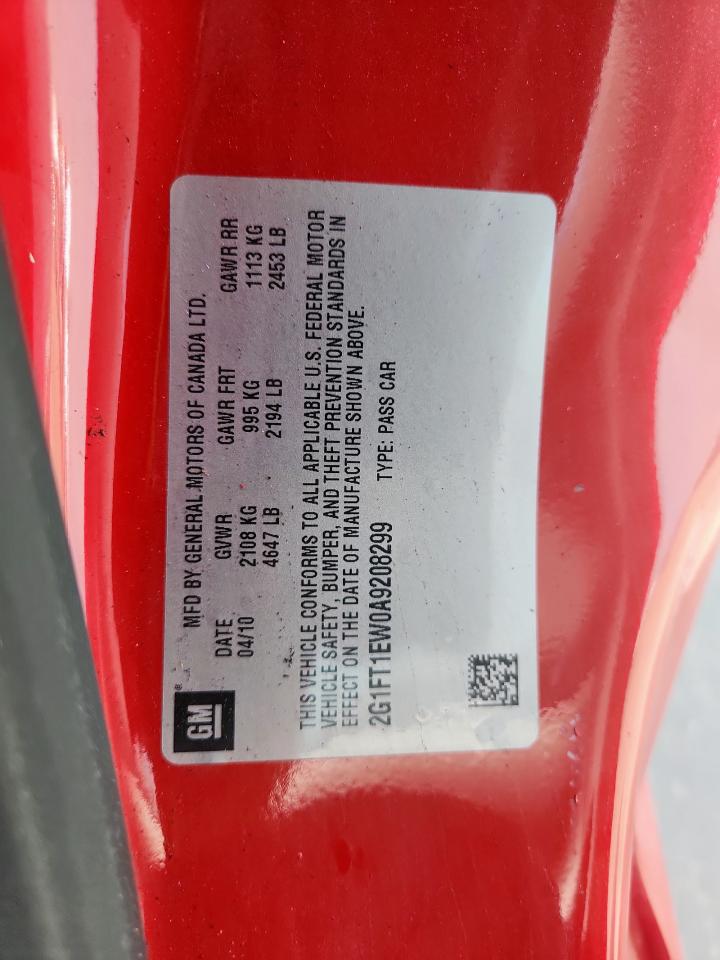 GM®
MFD BY GENERAL MOTORS OF CANADA LTD.
DATE GVWR GAWR FRT GAWR RR
04/10 2108 KG 995 KG 1113 KG
4647 LB 2194 LB 2453 LB
THIS VEHICLE CONFORMS TO ALL APPLICABLE U.S. FEDERAL MOTOR
VEHICLE SAFETY, BUMPER, AND THEFT PREVENTION STANDARDS IN
EFFECT ON THE DATE OF MANUFACTURE SHOWN ABOVE.
2G1FT1EW0A9208299 TYPE: PASS CAR